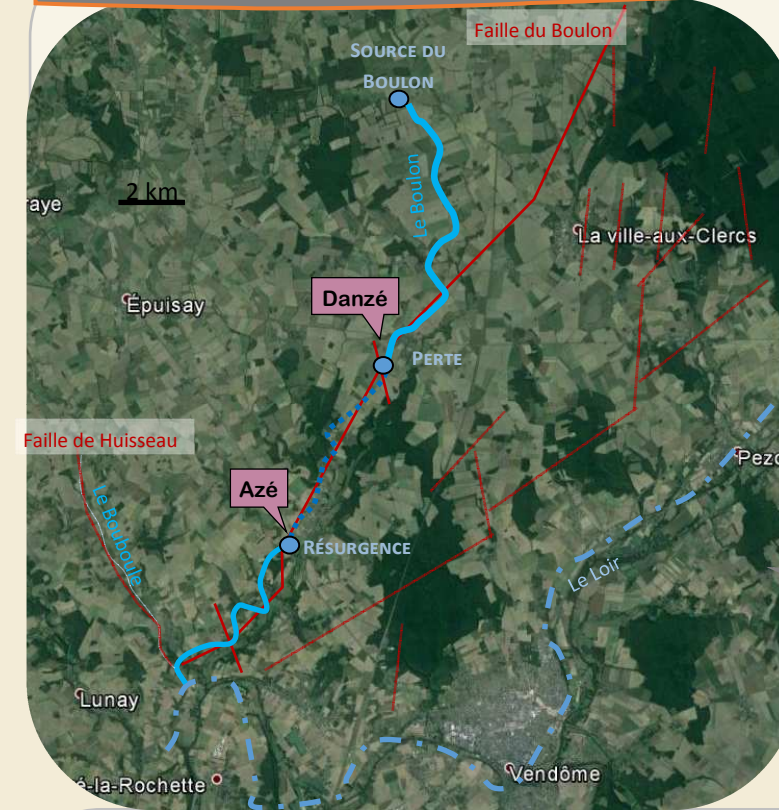 Faille du Boulon
SOURCE DU
BOULON
2 km
raye
Le Boulon
La ville-aux-Clercs
Épuisay
Danzé
PERTE
Faille de Huisseau
Pezo
Azé
Le Bouboule
RÉSURGENCE
Le Loir
Lunay
é-la-Rochette
Vendôme